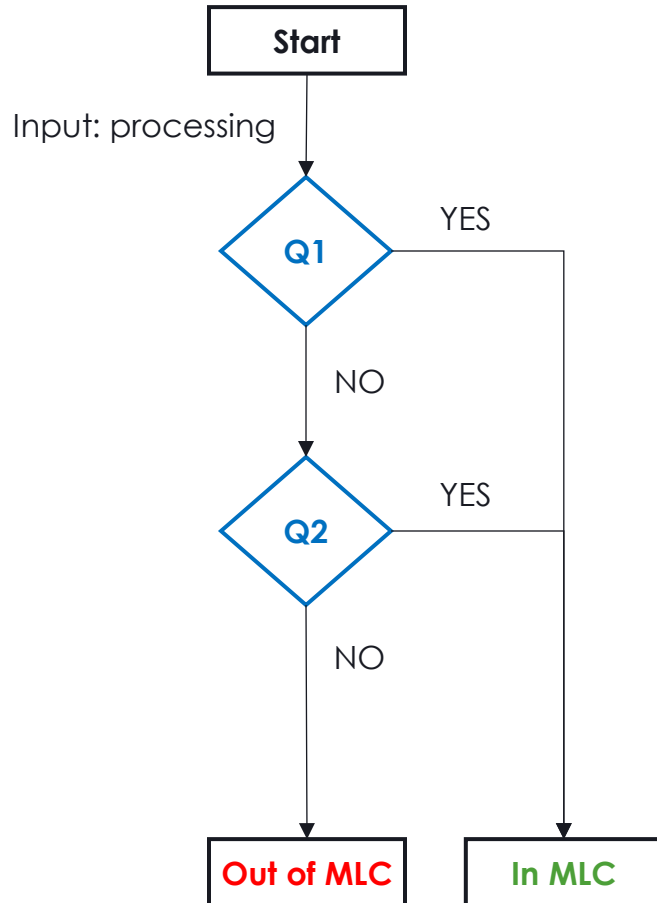 Start
Input: processing
YES
Q1
NO
YES
Q2
NO
Out of MLC
In MLC